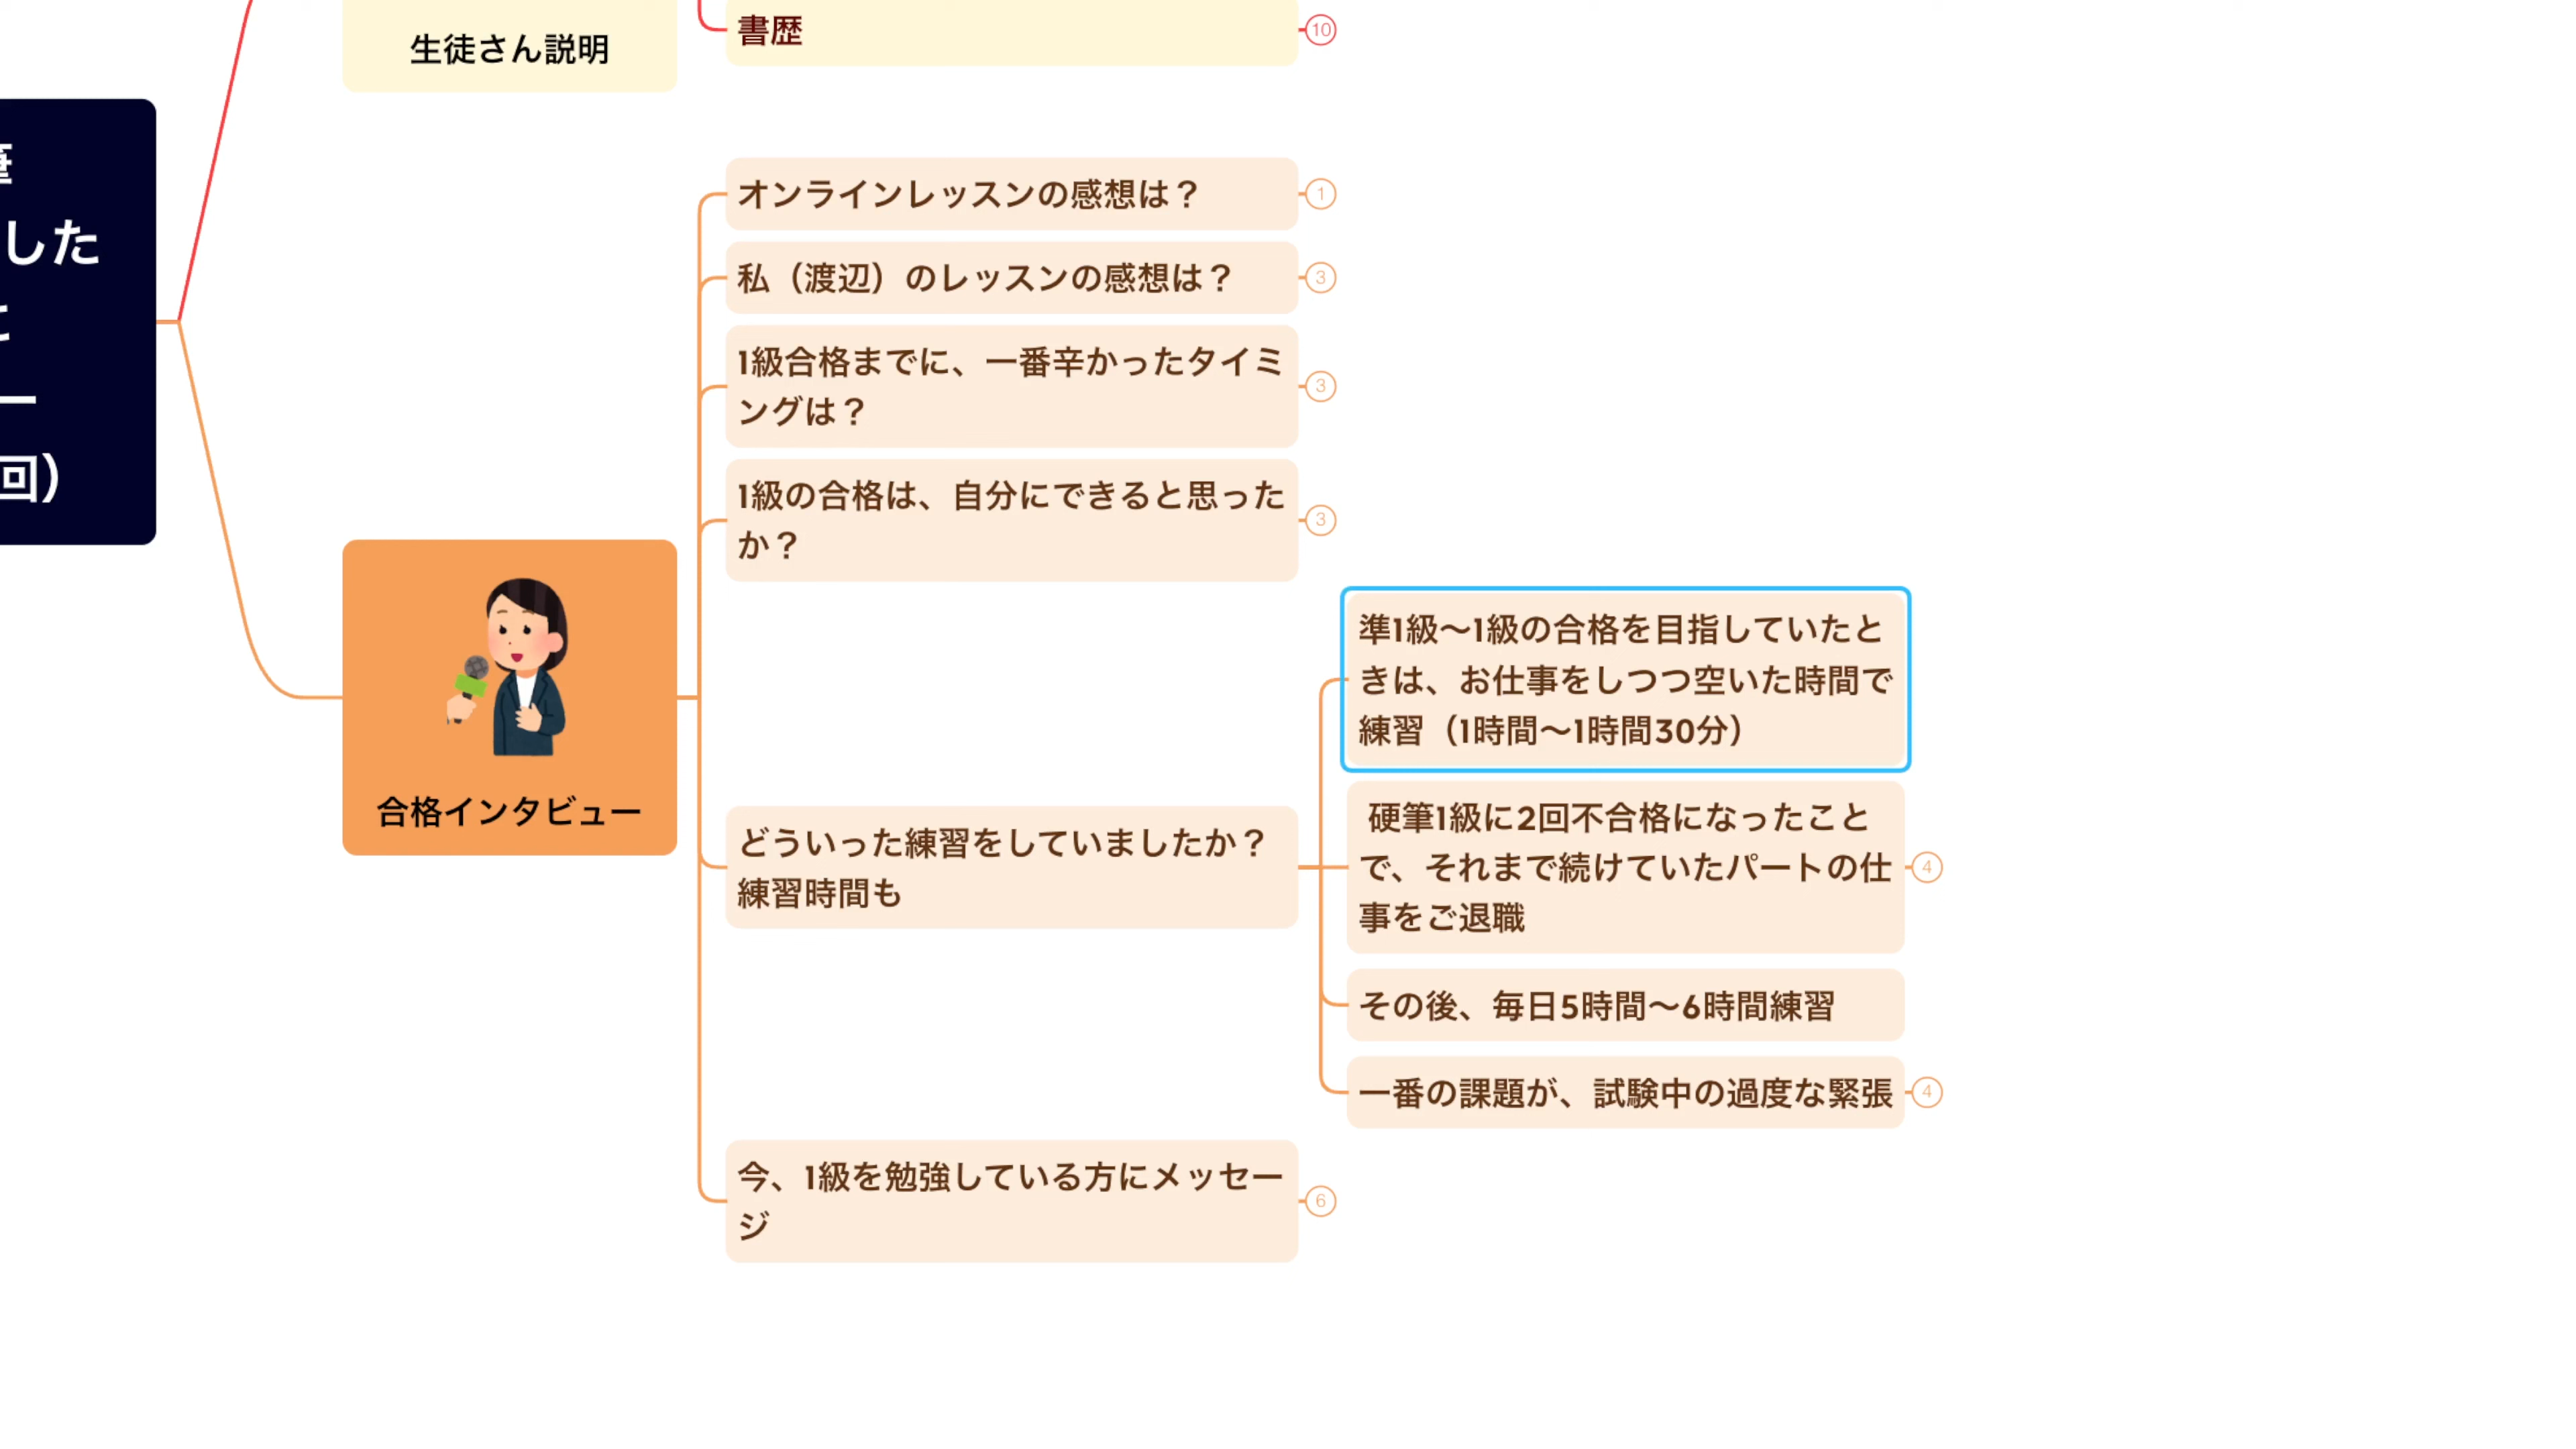 筆
した
と
ー
回）
生徒さん説明
書歴
10
合格インタビュー
オンラインレッスンの感想は？
1
私（渡辺）のレッスンの感想は？
3
1級合格までに、一番辛かったタイミ
ングは？
3
1級の合格は、自分にできると思った
か？
3
どういった練習をしていましたか？
練習時間も
準1級〜1級の合格を目指していたと
きは、お仕事をしつつ空いた時間で
練習（1時間〜1時間30分）
硬筆1級に2回不合格になったこと
で、それまで続けていたパートの仕
事をご退職
4
その後、毎日5時間〜6時間練習
一番の課題が、試験中の過度な緊張
4
今、1級を勉強している方にメッセー
ジ
6